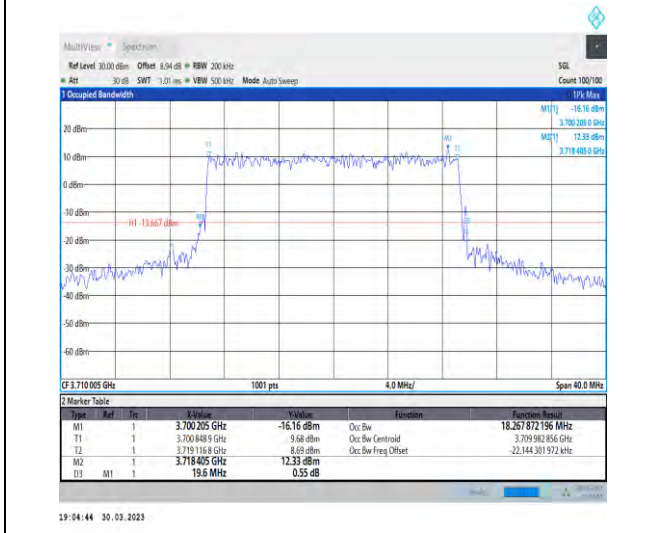 MultiView Spectrum
Ref Level 30.00 dBm Offset 8.94 dB RBW 200 kHz SGL
Att 30 dB SWT 1.01 ms VBW 500 kHz Mode Auto Sweep Count 100/100
1 Occupied Bandwidth 1Pk Max
M1[1] -16.16 dBm
3.700 205 0 GHz
M2[1] 12.33 dBm
3.718 405 0 GHz
20 dBm
M2
T1
10 dBm
0 dBm
-10 dBm
H1 -13.667 dBm
-20 dBm
-30 dBm
-40 dBm
-50 dBm
-60 dBm
CF 3.710 005 GHz 1001 pts 4.0 MHz/ Span 40.0 MHz
2 Marker Table
Type Ref Trc X-Value Y-Value Function Function Result
M1 1 3.700 205 GHz -16.16 dBm Occ Bw 18.267 872 196 MHz
T1 1 3.700 848 9 GHz 9.68 dBm Occ Bw Centroid 3.709 982 856 GHz
T2 1 3.719 116 8 GHz 8.69 dBm Occ Bw Freq Offset -22.144 301 972 kHz
M2 1 3.718 405 GHz 12.33 dBm
D3 M1 1 19.6 MHz 0.55 dB
19:04:44 30.03.2023